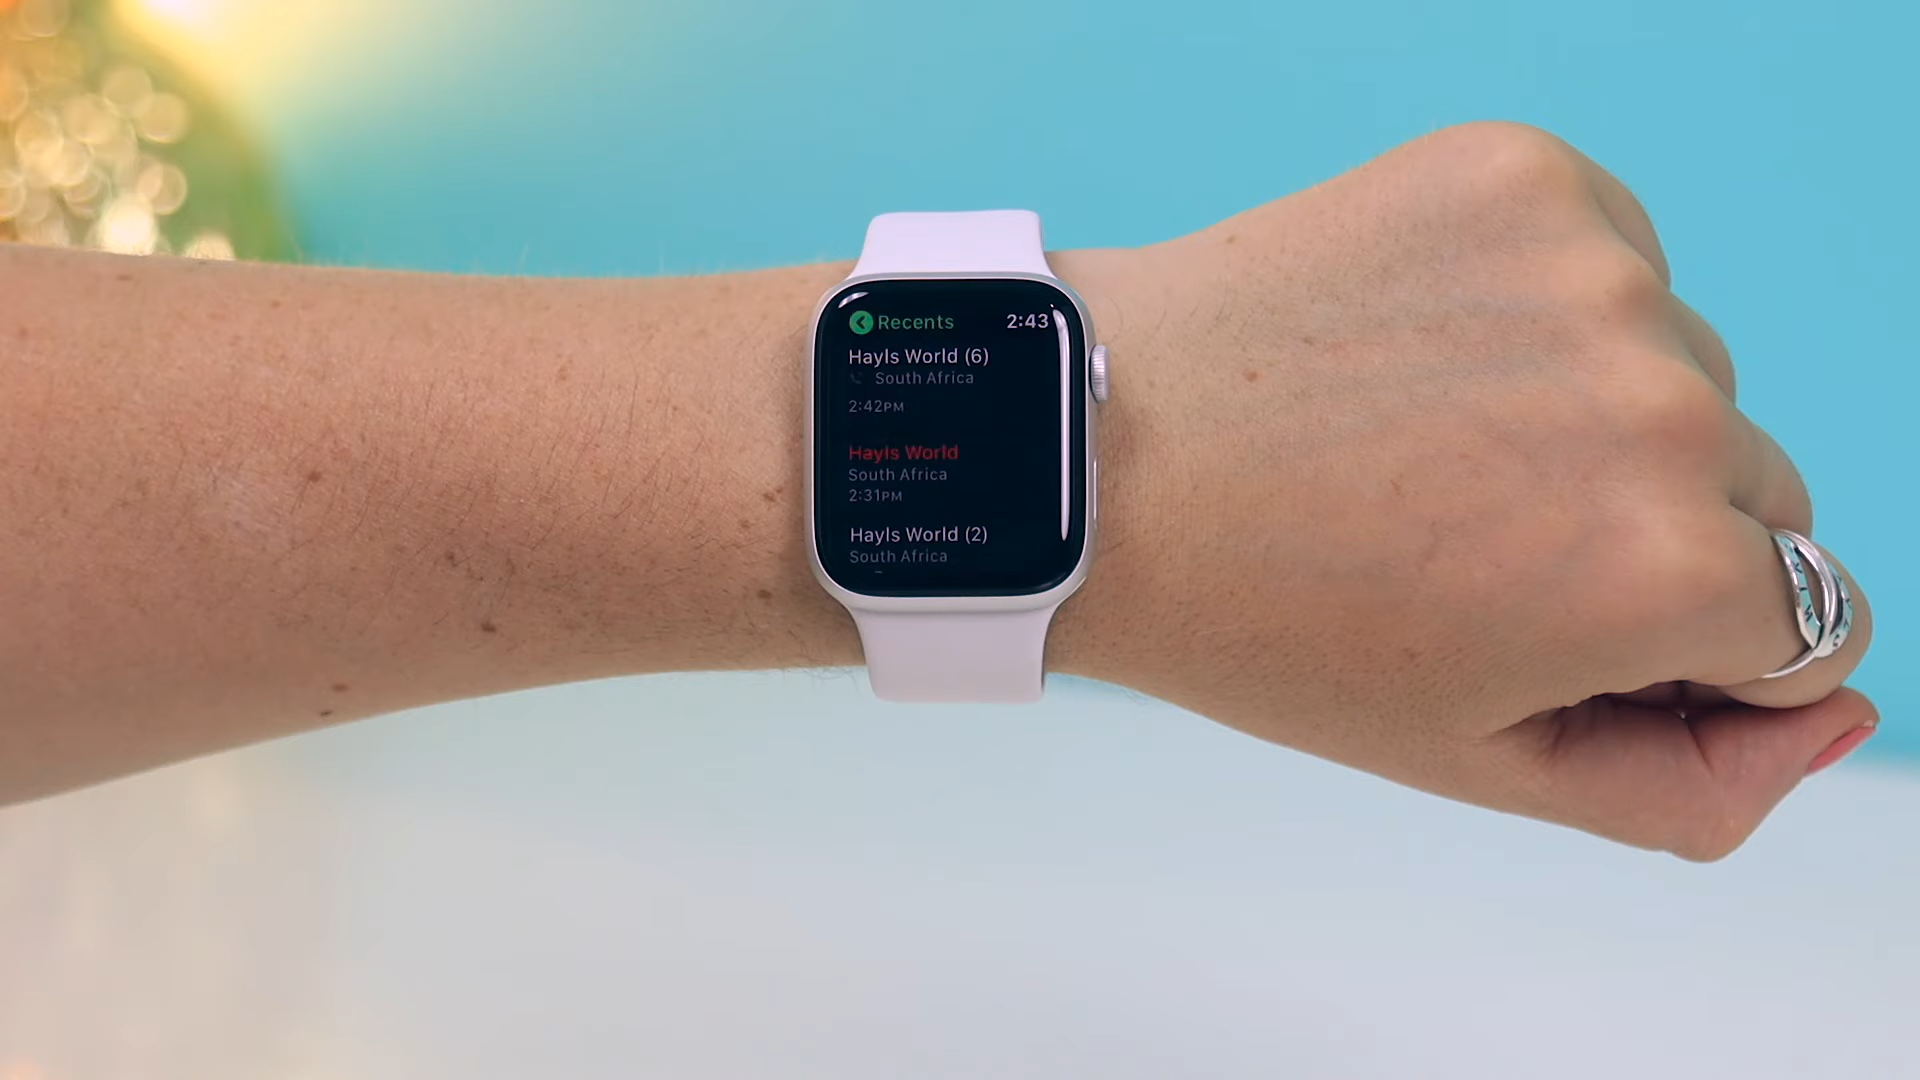 Recents 2:43
Hayls World (6)
South Africa
2:42PM
Hayls World
South Africa
2:31PM
Hayls World (2)
South Africa